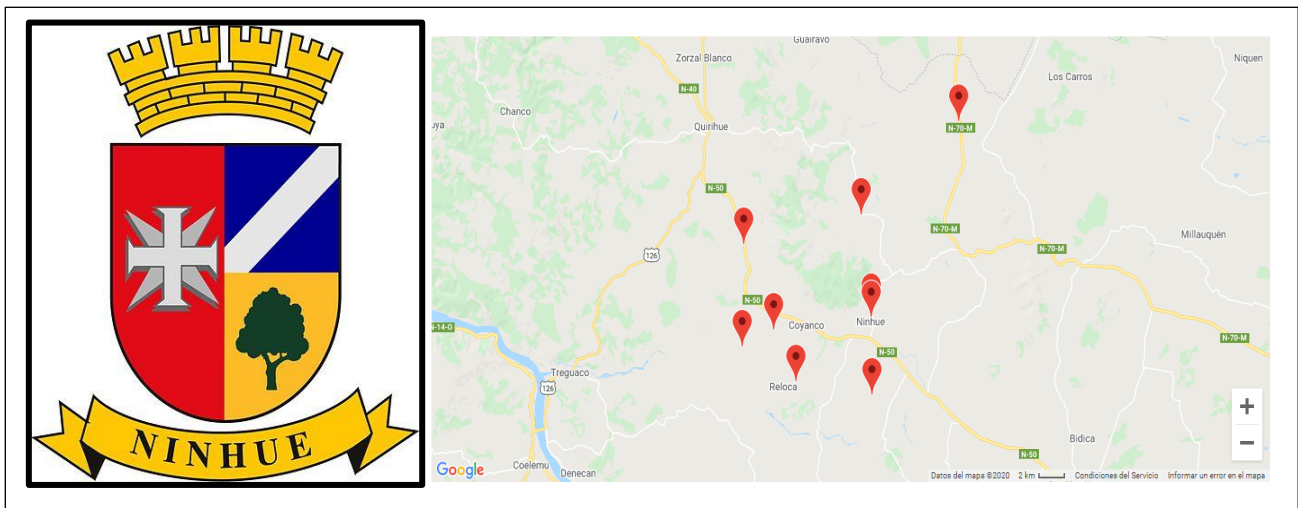 NINHUE
Guairavo
Zorzal Blanco
Niquen
Los Carros
N-40
Chanco
uya
Quirihue
N-70-M
N-50
N-70-M
Millauquén
N-70-M
126
N-50
N-14-O
Coyanco
Ninhue
N-70-M
N-50
Treguaco
Reloca
126
Bidica
N-50
Coelemu
Denecan
Google
Datos del mapa ©2020
2 km
Condiciones del Servicio
Informar un error en el mapa